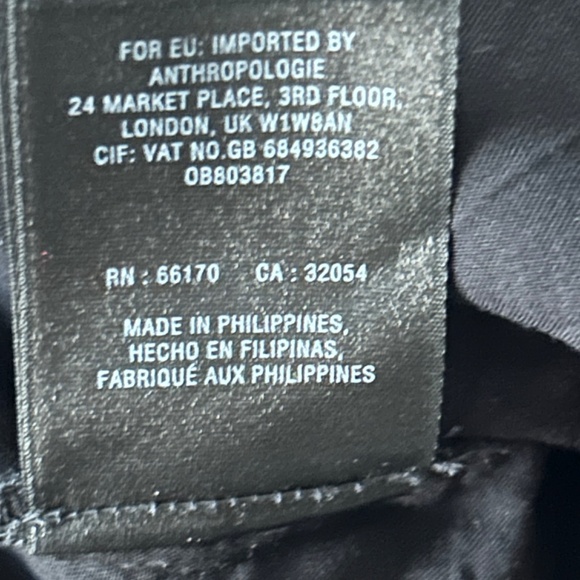 FOR EU: IMPORTED BY
ANTHROPOLOGIE
24 MARKET PLACE, 3RD FLOOR,
LONDON, UK W1W8AN
CIF: VAT NO.GB 684936382
OB803817
RN : 66170 CA : 32054
MADE IN PHILIPPINES,
HECHO EN FILIPINAS,
FABRIQUÉ AUX PHILIPPINES